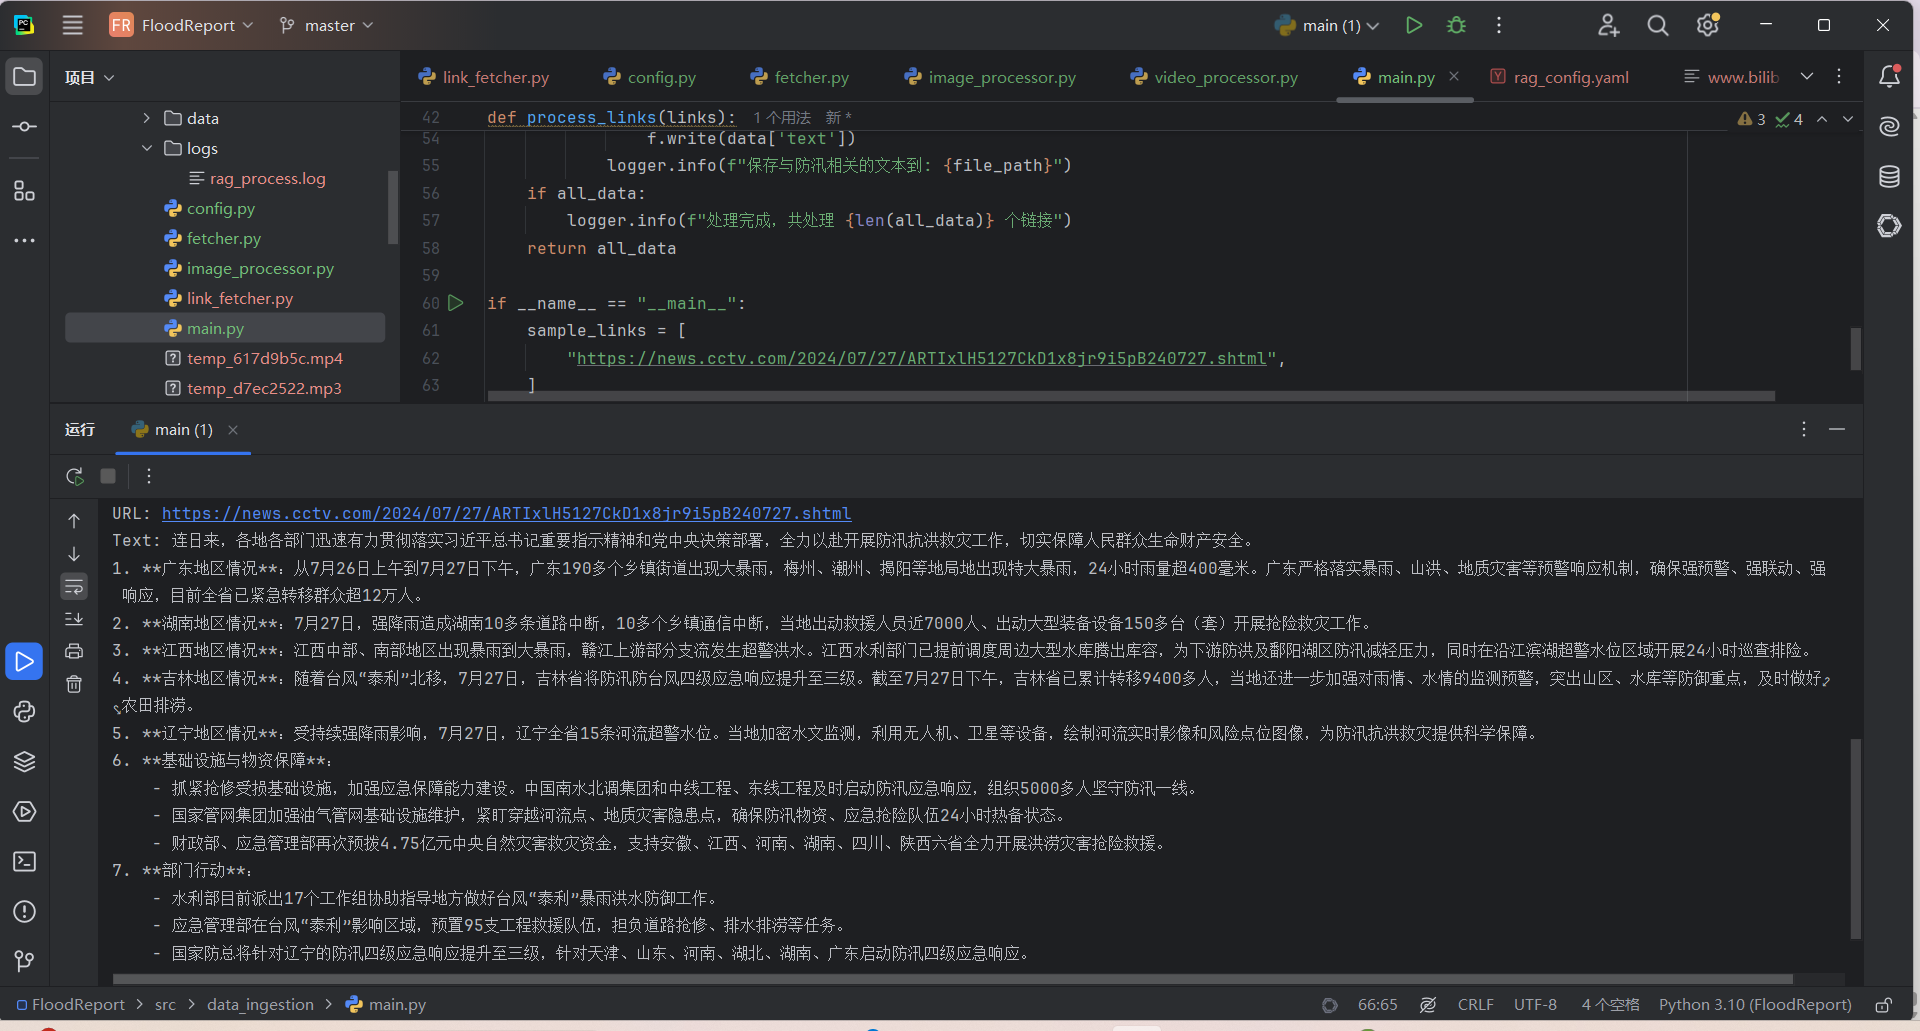 PC FR FloodReport master main (1)
项目
link_fetcher.py config.py fetcher.py image_processor.py video_processor.py main.py rag_config.yaml www.bilib
data
logs
rag_process.log
config.py
fetcher.py
image_processor.py
link_fetcher.py
main.py
temp_617d9b5c.mp4
temp_d7ec2522.mp3
42 def process_links(links): 1 个用法 新 * 3 4
54 f.write(data['text'])
55 logger.info(f"保存与防汛相关的文本到: {file_path}")
56 if all_data:
57 logger.info(f"处理完成，共处理 {len(all_data)} 个链接")
58 return all_data
59
60 if __name__ == "__main__":
61 sample_links = [
62 "https://news.cctv.com/2024/07/27/ARTIxlH5127CkD1x8jr9i5pB240727.shtml",
63 ]
运行 main (1)
URL: https://news.cctv.com/2024/07/27/ARTIxlH5127CkD1x8jr9i5pB240727.shtml
Text: 连日来，各地各部门迅速有力贯彻落实习近平总书记重要指示精神和党中央决策部署，全力以赴开展防汛抗洪救灾工作，切实保障人民群众生命财产安全。
1. **广东地区情况**：从7月26日上午到7月27日下午，广东190多个乡镇街道出现大暴雨，梅州、潮州、揭阳等地局地出现特大暴雨，24小时雨量超400毫米。广东严格落实暴雨、山洪、地质灾害等预警响应机制，确保强预警、强联动、强
响应，目前全省已紧急转移群众超12万人。
2. **湖南地区情况**：7月27日，强降雨造成湖南10多条道路中断，10多个乡镇通信中断，当地出动救援人员近7000人、出动大型装备设备150多台（套）开展抢险救灾工作。
3. **江西地区情况**：江西中部、南部地区出现暴雨到大暴雨，赣江上游部分支流发生超警洪水。江西水利部门已提前调度周边大型水库腾出库容，为下游防洪及鄱阳湖区防汛减轻压力，同时在沿江滨湖超警水位区域开展24小时巡查排险。
4. **吉林地区情况**：随着台风“泰利”北移，7月27日，吉林省将防汛防台风四级应急响应提升至三级。截至7月27日下午，吉林省已累计转移9400多人，当地还进一步加强对雨情、水情的监测预警，突出山区、水库等防御重点，及时做好
农田排涝。
5. **辽宁地区情况**：受持续强降雨影响，7月27日，辽宁全省15条河流超警水位。当地加密水文监测，利用无人机、卫星等设备，绘制河流实时影像和风险点位图像，为防汛抗洪救灾提供科学保障。
6. **基础设施与物资保障**：
- 抓紧抢修受损基础设施，加强应急保障能力建设。中国南水北调集团和中线工程、东线工程及时启动防汛应急响应，组织5000多人坚守防汛一线。
- 国家管网集团加强油气管网基础设施维护，紧盯穿越河流点、地质灾害隐患点，确保防汛物资、应急抢险队伍24小时热备状态。
- 财政部、应急管理部再次预拨4.75亿元中央自然灾害救灾资金，支持安徽、江西、河南、湖南、四川、陕西六省全力开展洪涝灾害抢险救援。
7. **部门行动**：
- 水利部目前派出17个工作组协助指导地方做好台风“泰利”暴雨洪水防御工作。
- 应急管理部在台风“泰利”影响区域，预置95支工程救援队伍，担负道路抢修、排水排涝等任务。
- 国家防总将针对辽宁的防汛四级应急响应提升至三级，针对天津、山东、河南、湖北、湖南、广东启动防汛四级应急响应。
FloodReport > src > data_ingestion > main.py 66:65 CRLF UTF-8 4 个空格 Python 3.10 (FloodReport)